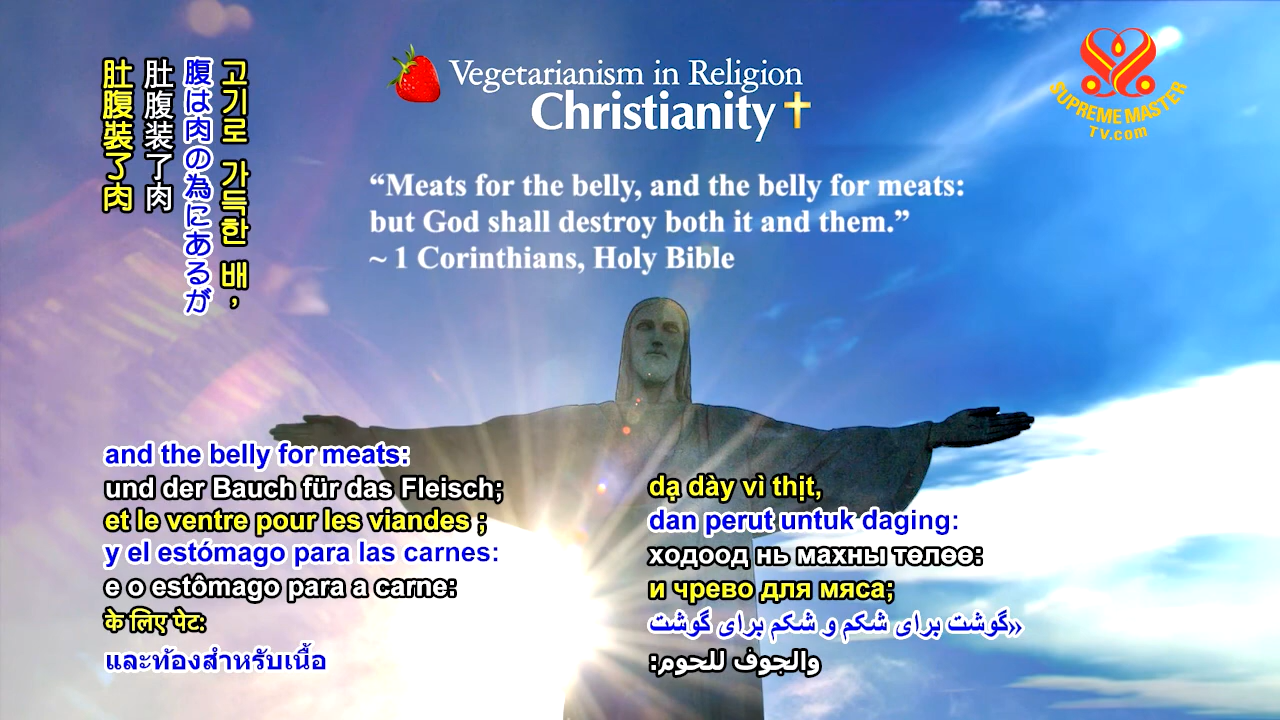 Vegetarianism in Religion
Christianity
SUPREME MASTER
TV.com
“Meats for the belly, and the belly for meats:
but God shall destroy both it and them.”
~ 1 Corinthians, Holy Bible
고기로 가득한 배,
腹は肉の為にあるが
肚腹装了肉
肚腹裝了肉
and the belly for meats:
und der Bauch für das Fleisch;
et le ventre pour les viandes ;
y el estómago para las carnes:
e o estômago para a carne:
के लिए पेट:
และท้องสำหรับเนื้อ
dạ dày vì thịt,
dan perut untuk daging:
ходоод нь махны төлөө:
и чрево для мяса;
«گوشت برای شکم و شکم برای گوشت
والجوف للحوم: